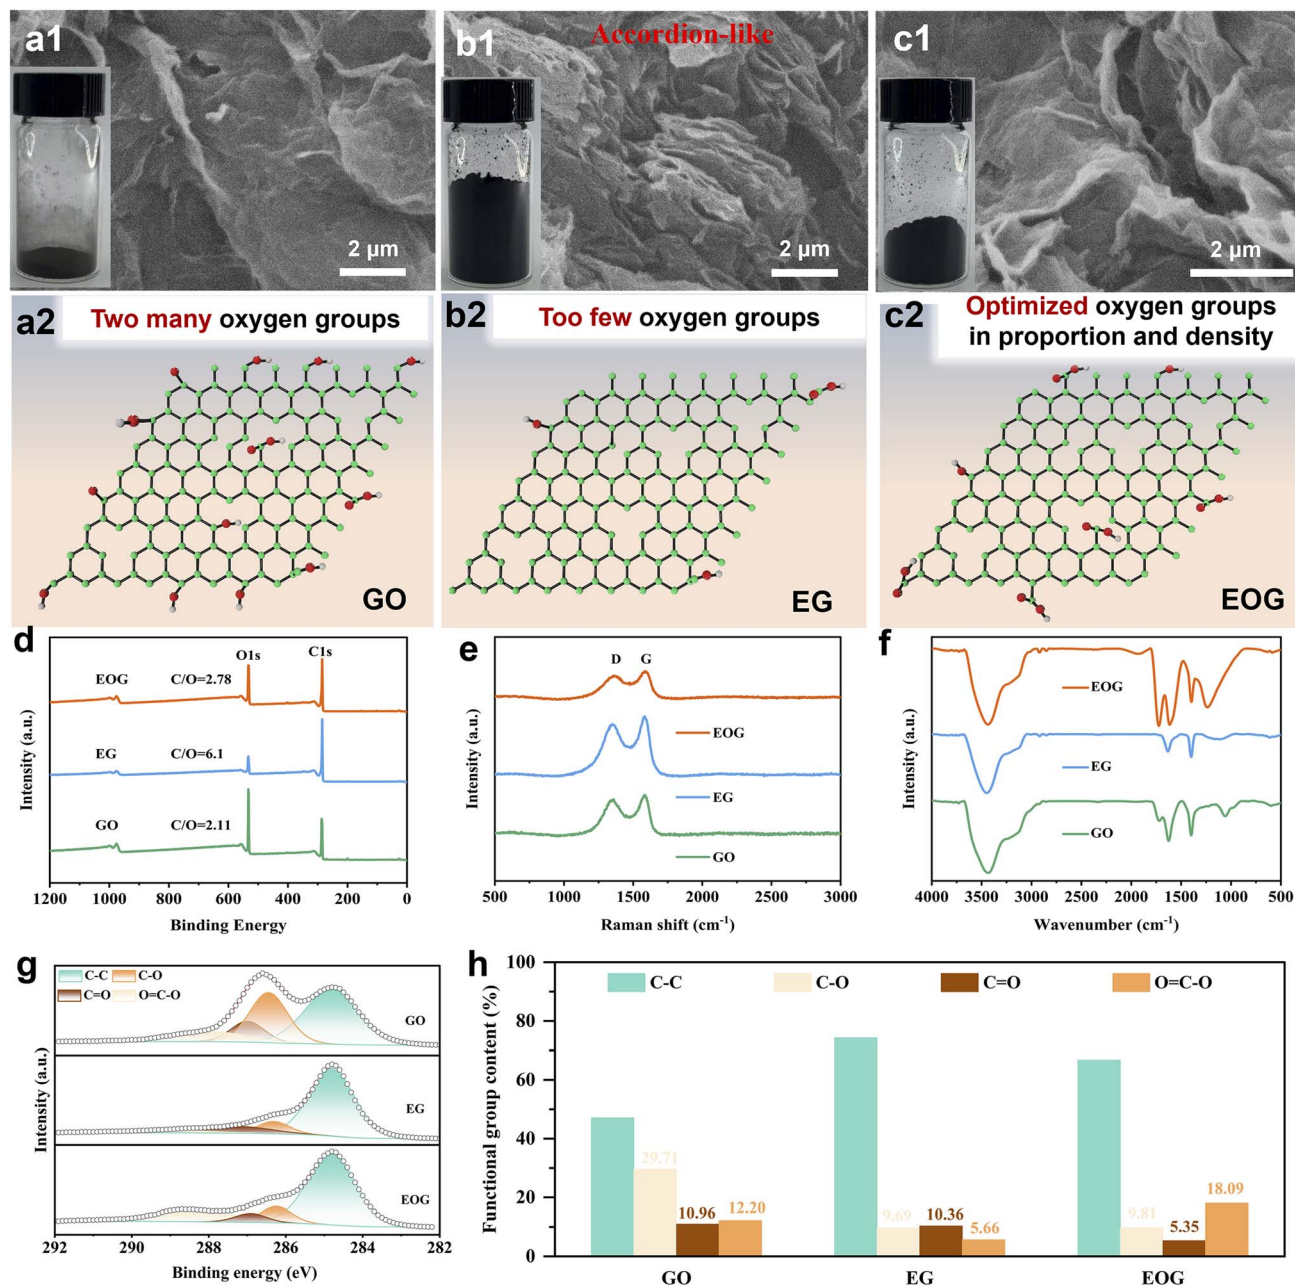 a1
b1
Accordion-like
c1
2 μm
2 μm
2 μm
a2
Two many oxygen groups
b2
Too few oxygen groups
c2
Optimized oxygen groups
in proportion and density
GO
EG
EOG
d
O1s
C1s
EOG
C/O=2.78
EG
C/O=6.1
GO
C/O=2.11
Intensity (a.u.)
1200 1000 800 600 400 200 0
Binding Energy
e
D G
EOG
EG
GO
Intensity (a.u.)
500 1000 1500 2000 2500 3000
Raman shift (cm⁻¹)
f
EOG
EG
GO
Intensity (a.u.)
4000 3500 3000 2500 2000 1500 1000 500
Wavenumber (cm⁻¹)
g
C-C C-O
C=O O=C-O
GO
EG
EOG
Intensity (a.u.)
292 290 288 286 284 282
Binding energy (eV)
h
C-C C-O C=O O=C-O
Functional group content (%)
100
80
60
40
20
0
29.71
10.96
12.20
9.69
10.36
5.66
9.81
5.35
18.09
GO EG EOG